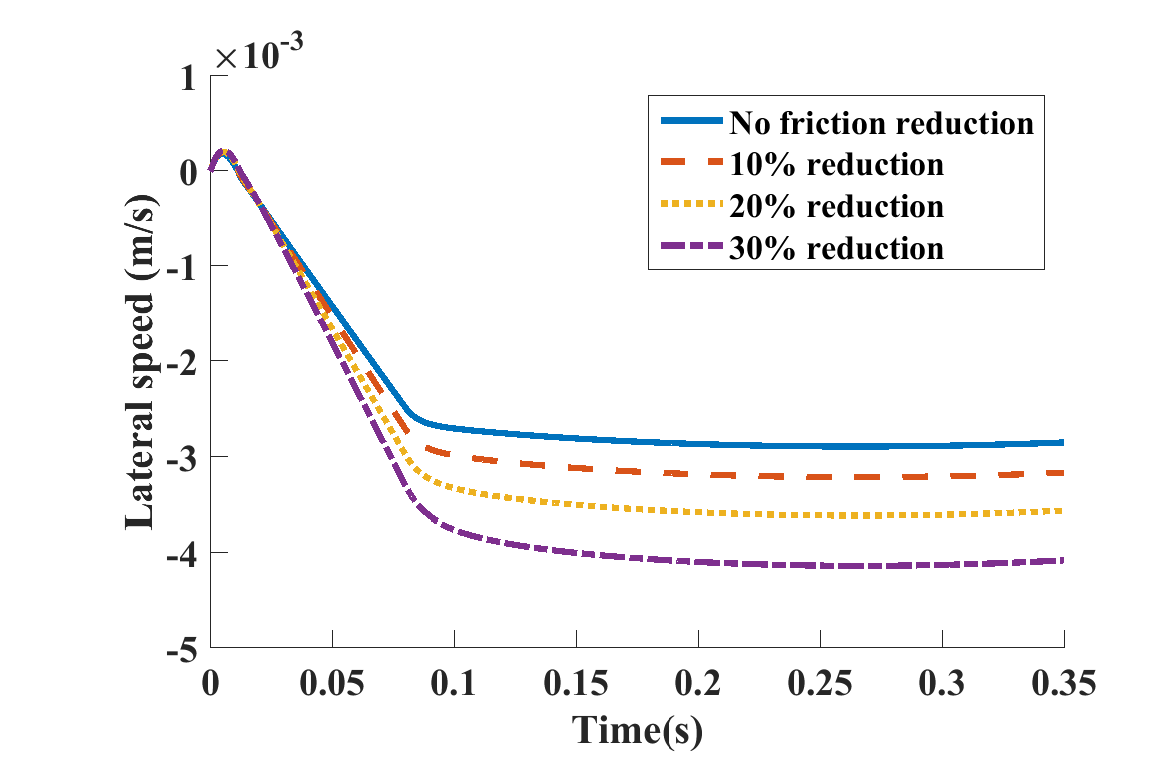 ×10-3
1
0
-1
-2
-3
-4
-5
Lateral speed (m/s)
No friction reduction
10% reduction
20% reduction
30% reduction
0 0.05 0.1 0.15 0.2 0.25 0.3 0.35
Time(s)